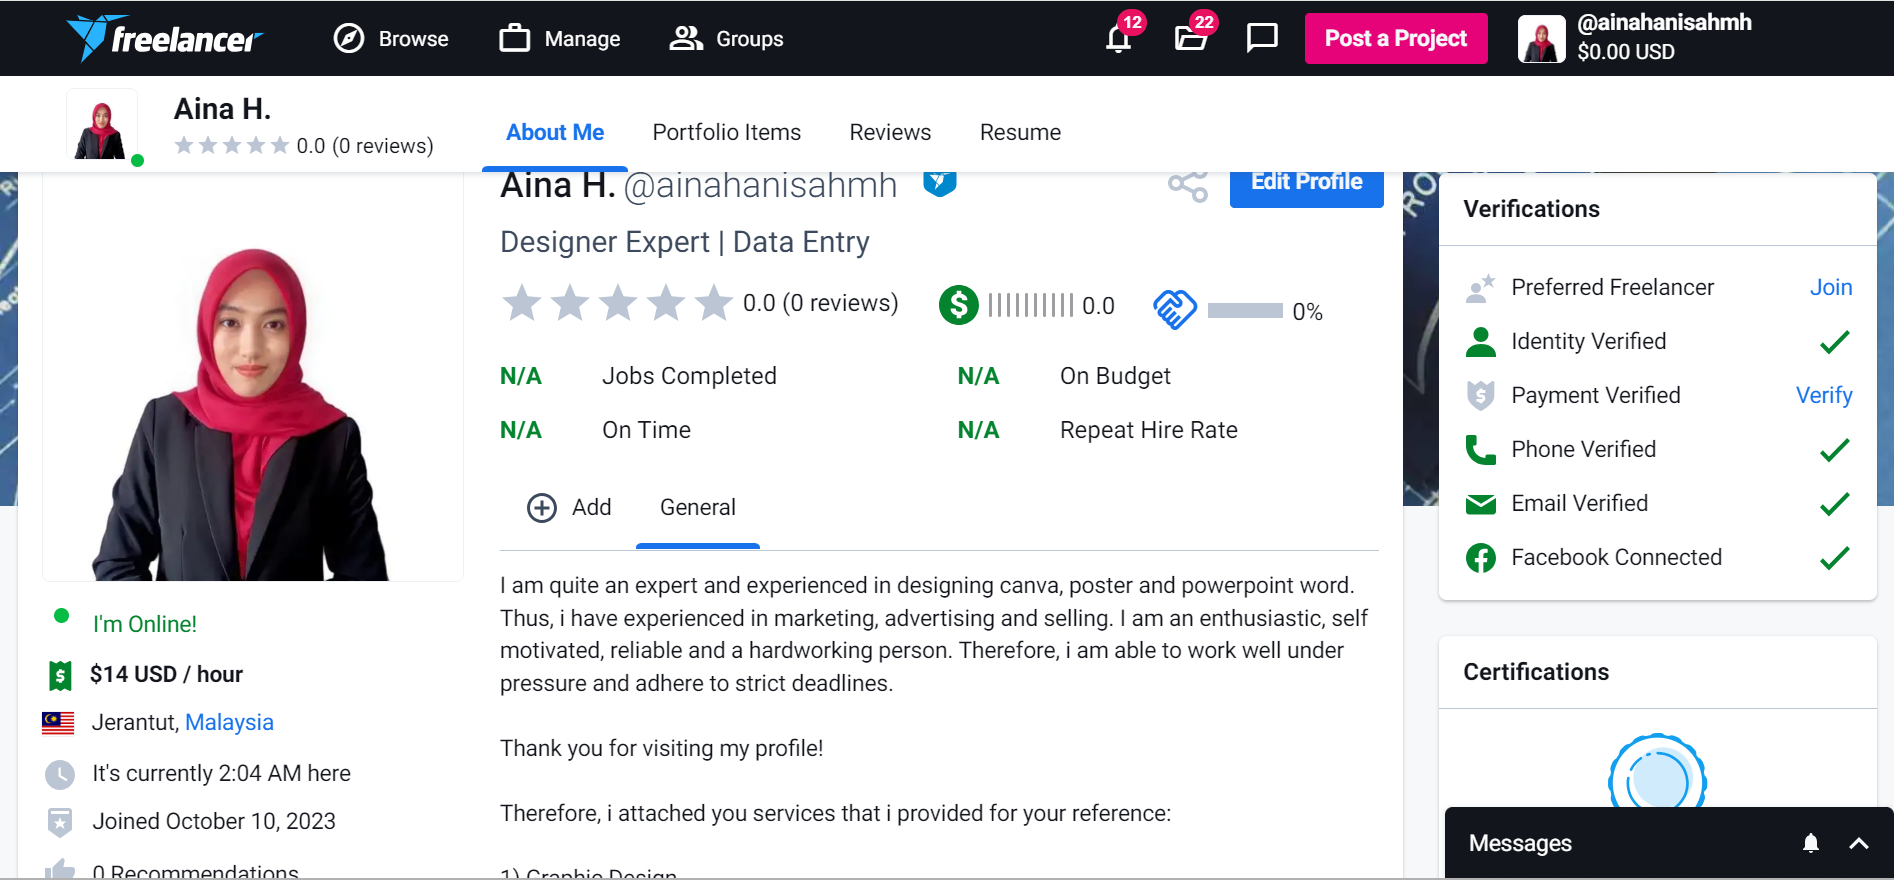 freelancer
Browse
Manage
Groups
12
22
Post a Project
@ainahanisahmh
$0.00 USD
Aina H.
0.0 (0 reviews)
About Me
Portfolio Items
Reviews
Resume
Aina H. @ainahanisahmh
Edit Profile
Designer Expert | Data Entry
0.0 (0 reviews)
$ 0.0
0%
N/A Jobs Completed
N/A On Budget
N/A On Time
N/A Repeat Hire Rate
Add
General
I am quite an expert and experienced in designing canva, poster and powerpoint word.
Thus, i have experienced in marketing, advertising and selling. I am an enthusiastic, self
motivated, reliable and a hardworking person. Therefore, i am able to work well under
pressure and adhere to strict deadlines.
Thank you for visiting my profile!
Therefore, i attached you services that i provided for your reference:
1) Graphic Design
I'm Online!
$14 USD / hour
Jerantut, Malaysia
It's currently 2:04 AM here
Joined October 10, 2023
0 Recommendations
Verifications
Preferred Freelancer Join
Identity Verified
Payment Verified Verify
Phone Verified
Email Verified
Facebook Connected
Certifications
Messages